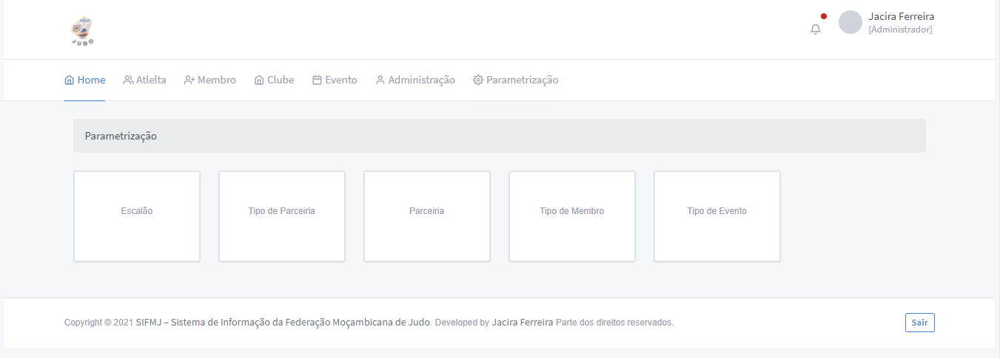 JUDO
Jacira Ferreira
[Administrador]
Home Atlelta Membro Clube Evento Administração Parametrização
Parametrização
Escalão Tipo de Parceiria Parceiria Tipo de Membro Tipo de Evento
Copyright © 2021 SIFMJ – Sistema de Informação da Federação Moçambicana de Judo. Developed by Jacira Ferreira Parte dos direitos reservados. Sair